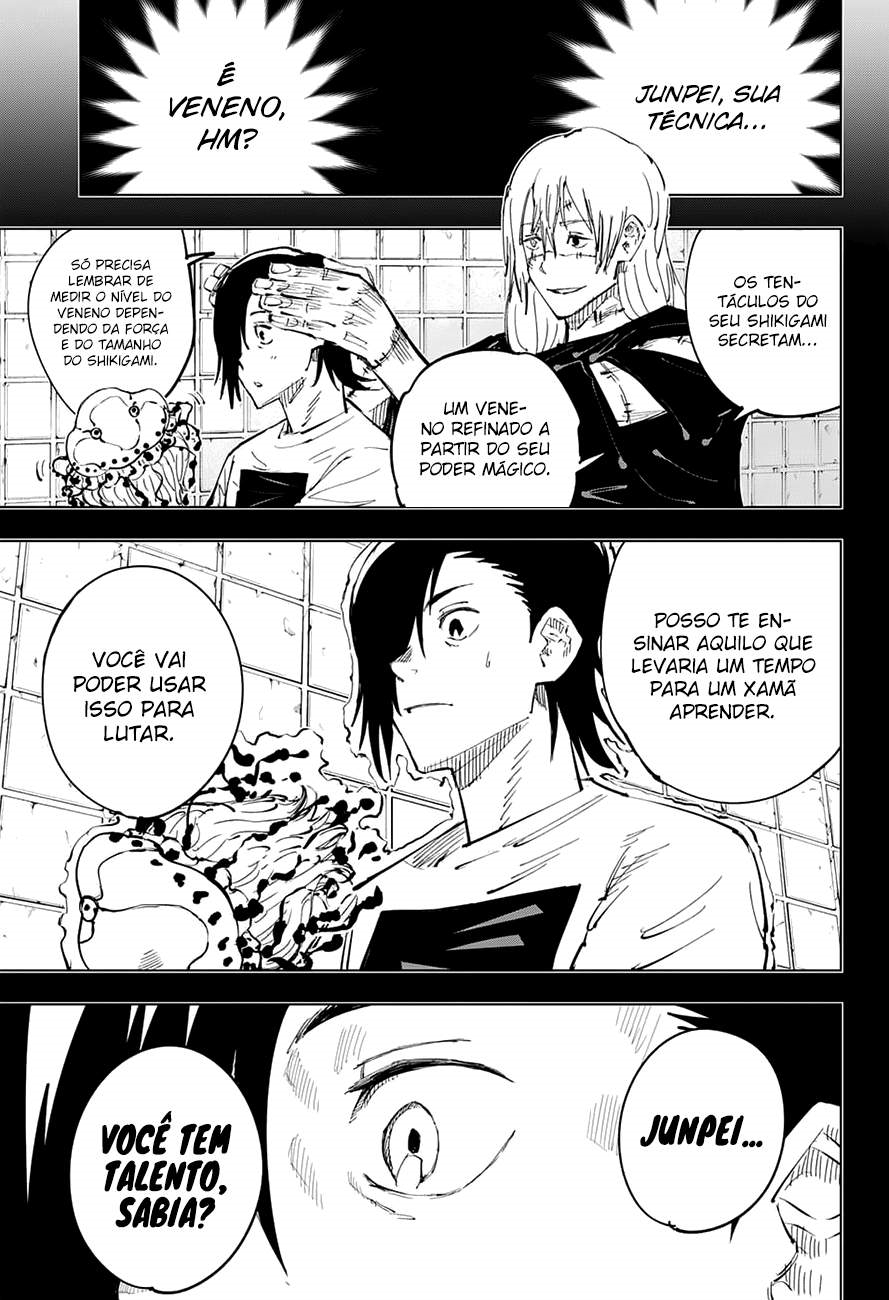 JUNPEI, SUA
TÉCNICA...
É
VENENO,
HM?
OS TEN-
TÁCULOS DO
SEU SHIKIGAMI
SECRETAM...
UM VENE-
NO REFINADO A
PARTIR DO SEU
PODER MÁGICO.
SÓ PRECISA
LEMBRAR DE
MEDIR O NÍVEL DO
VENENO DEPEN-
DENDO DA FORÇA
E DO TAMANHO
DO SHIKIGAMI.
POSSO TE EN-
SINAR AQUILO QUE
LEVARIA UM TEMPO
PARA UM XAMÃ
APRENDER.
VOCÊ VAI
PODER USAR
ISSO PARA
LUTAR.
JUNPEI...
VOCÊ TEM
TALENTO,
SABIA?